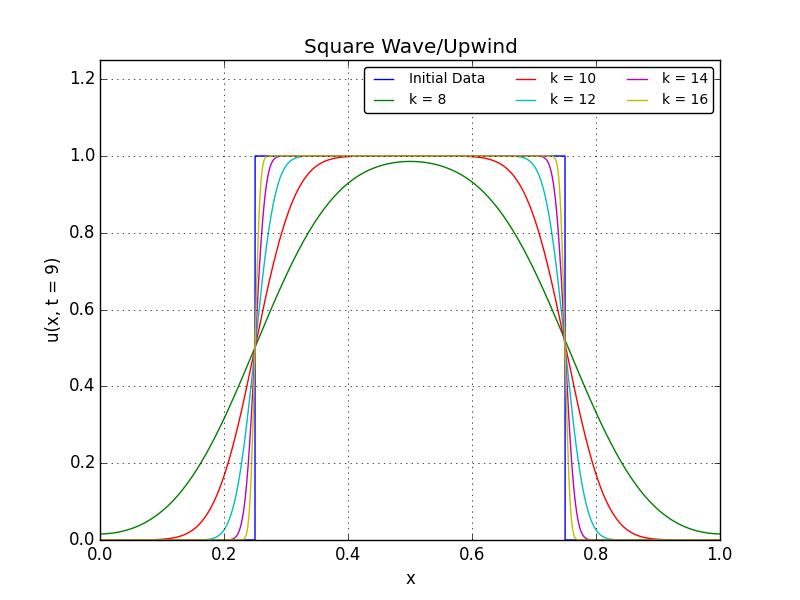 Square Wave/Upwind
Initial Data
k = 8
k = 10
k = 12
k = 14
k = 16
1.2
1.0
0.8
0.6
0.4
0.2
0.0
u(x, t = 9)
0.0 0.2 0.4 0.6 0.8 1.0
x